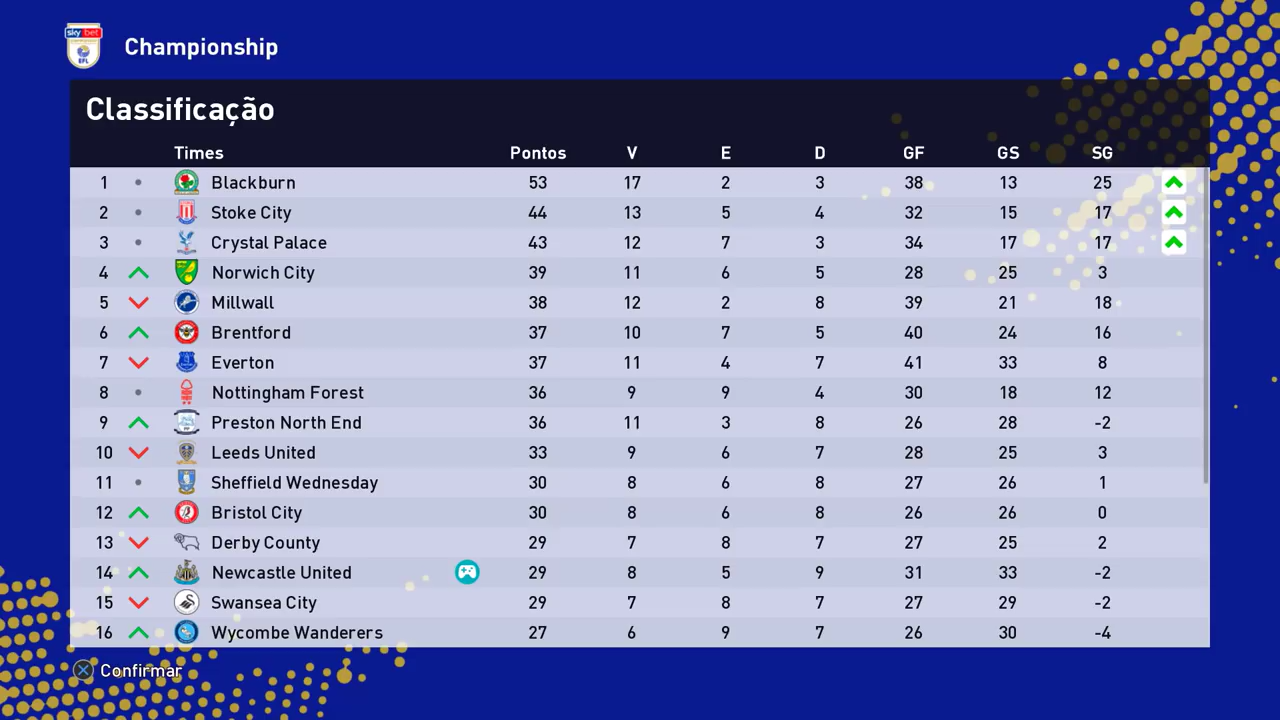 sky bet
EFL
Championship
Classificação
Times Pontos V E D GF GS SG
1 Blackburn 53 17 2 3 38 13 25
2 Stoke City 44 13 5 4 32 15 17
3 Crystal Palace 43 12 7 3 34 17 17
4 Norwich City 39 11 6 5 28 25 3
5 Millwall 38 12 2 8 39 21 18
6 Brentford 37 10 7 5 40 24 16
7 Everton 37 11 4 7 41 33 8
8 Nottingham Forest 36 9 9 4 30 18 12
9 Preston North End 36 11 3 8 26 28 -2
10 Leeds United 33 9 6 7 28 25 3
11 Sheffield Wednesday 30 8 6 8 27 26 1
12 Bristol City 30 8 6 8 26 26 0
13 Derby County 29 7 8 7 27 25 2
14 Newcastle United 29 8 5 9 31 33 -2
15 Swansea City 29 7 8 7 27 29 -2
16 Wycombe Wanderers 27 6 9 7 26 30 -4
Confirmar